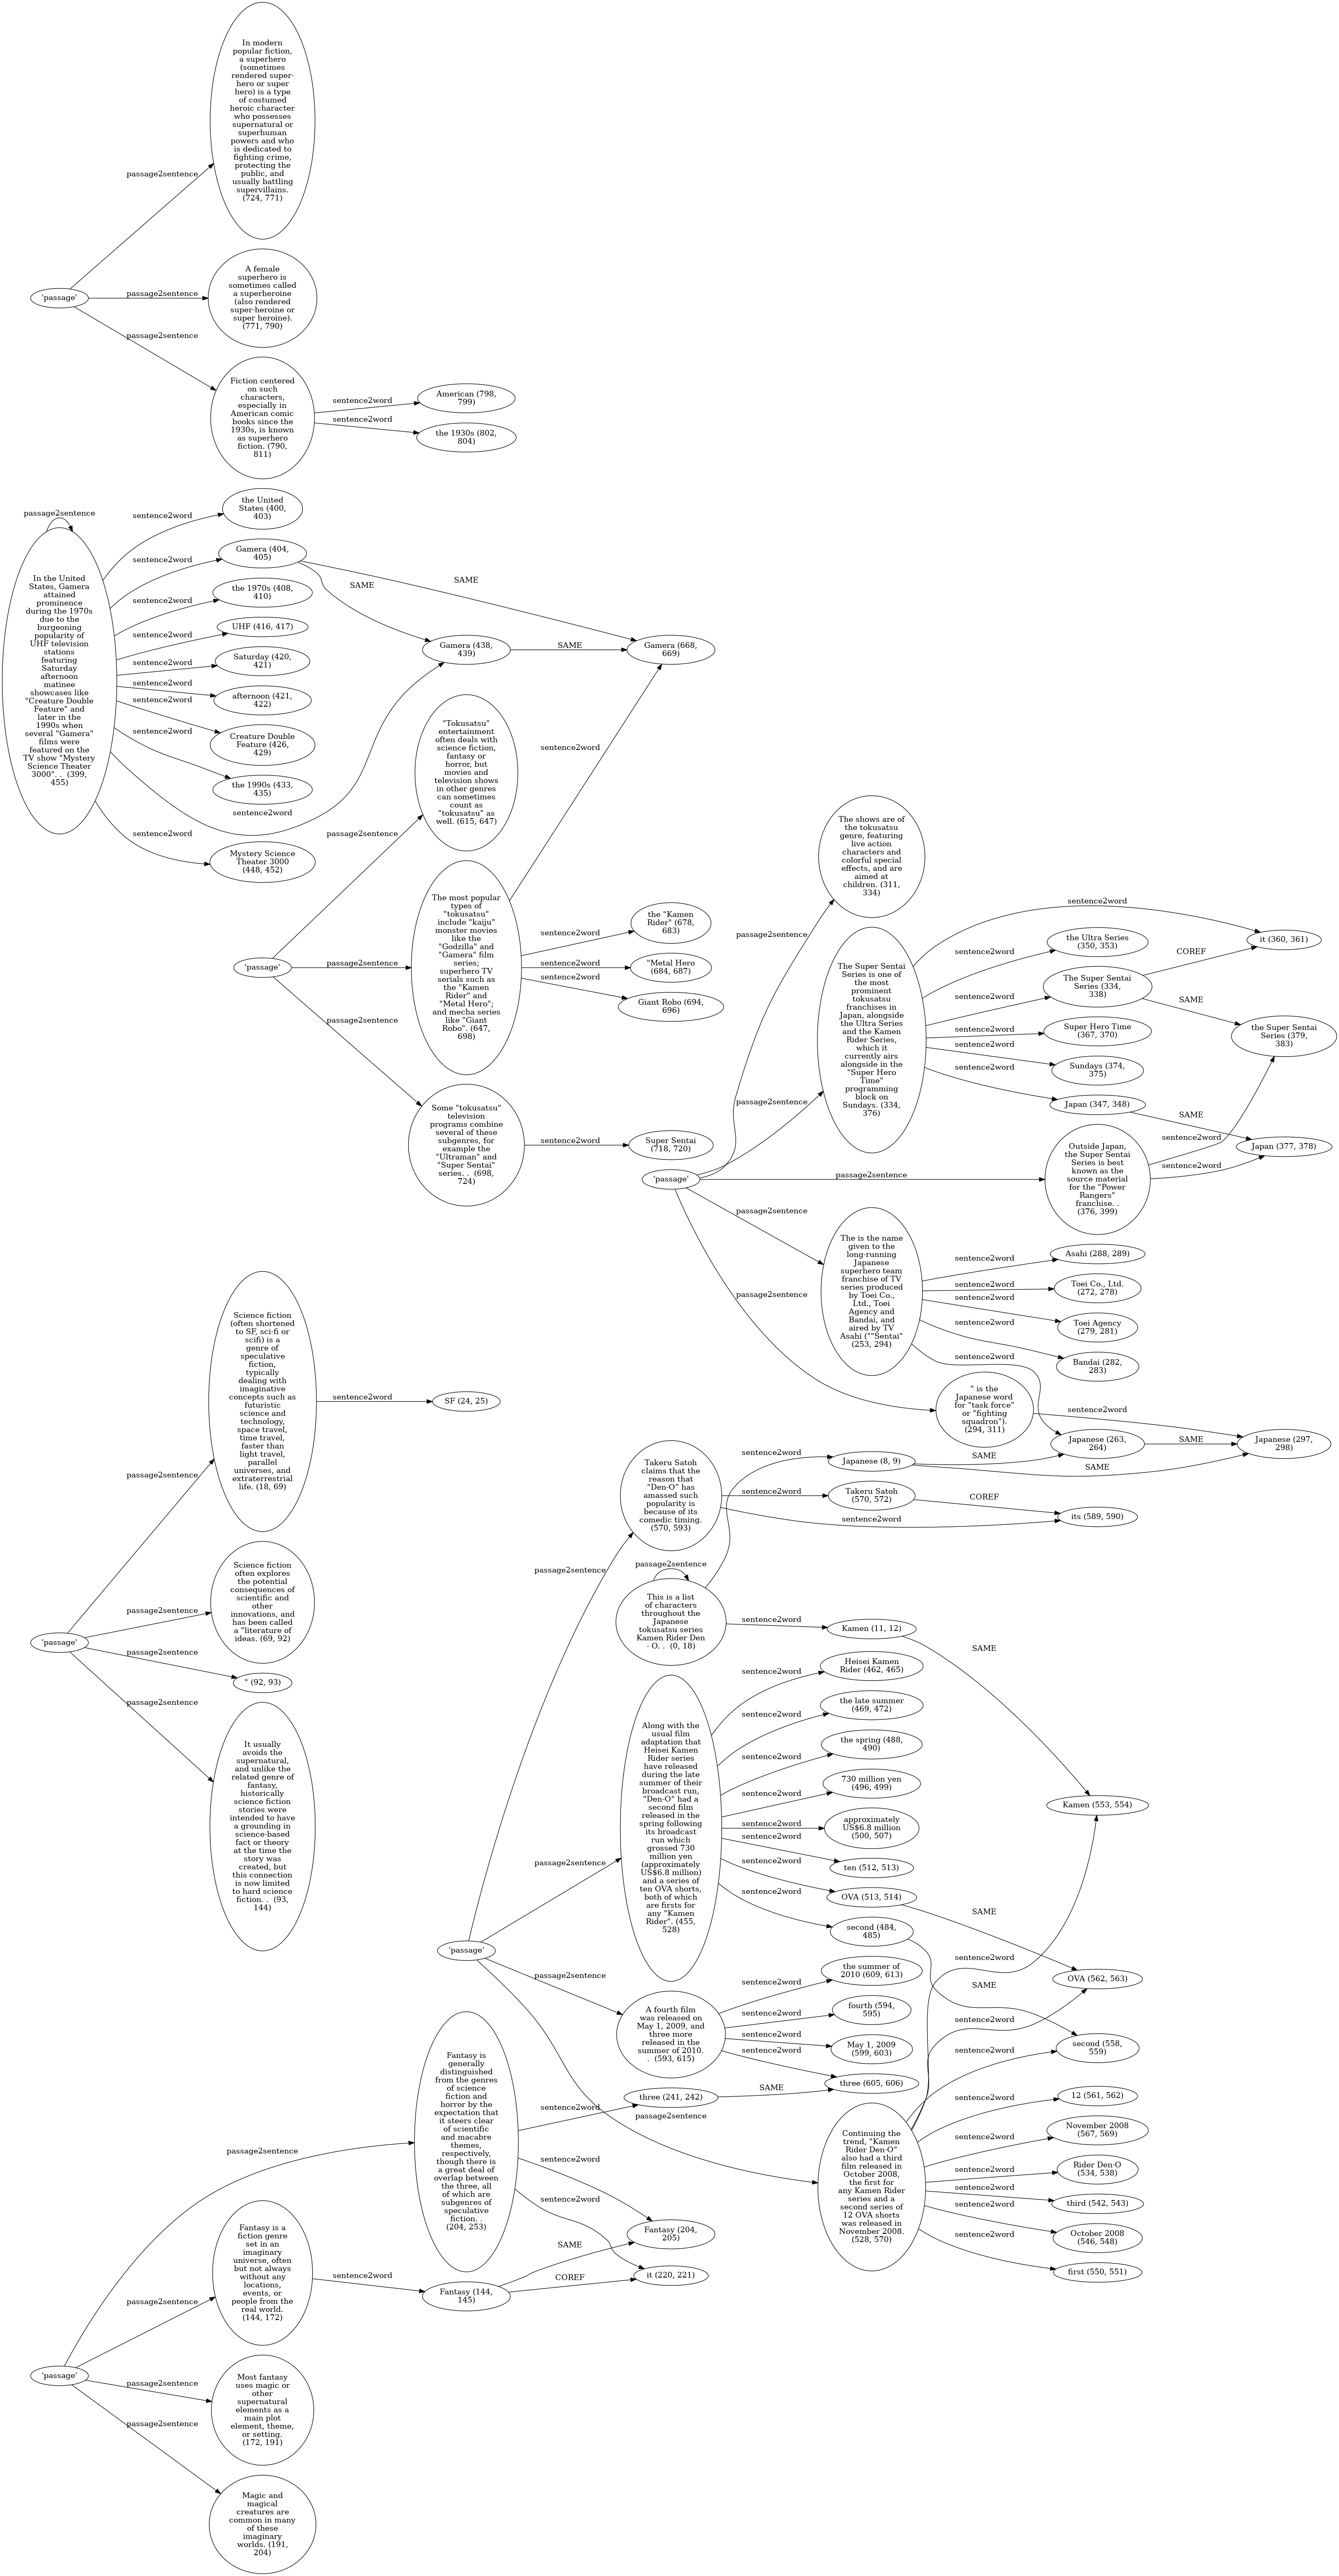 In modern
popular fiction,
a superhero
(sometimes
rendered super-
hero or super
hero) is a type
of costumed
heroic character
who possesses
supernatural or
superhuman
powers and who
is dedicated to
fighting crime,
protecting the
public, and
usually battling
supervillains.
(724, 771)
passage2sentence
'passage'
passage2sentence
A female
superhero is
sometimes called
a superheroine
(also rendered
super-heroine or
super heroine).
(771, 790)
passage2sentence
Fiction centered
on such
characters,
especially in
American comic
books since the
1930s, is known
as superhero
fiction. (790,
811)
sentence2word
American (798,
799)
sentence2word
the 1930s (802,
804)
passage2sentence
In the United
States, Gamera
attained
prominence
during the 1970s
due to the
burgeoning
popularity of
UHF television
stations
featuring
Saturday
afternoon
matinee
showcases like
"Creature Double
Feature" and
later in the
1990s when
several "Gamera"
films were
featured on the
TV show "Mystery
Science Theater
3000". . (399,
455)
sentence2word
the United
States (400,
403)
sentence2word
Gamera (404,
405)
sentence2word
the 1970s (408,
410)
sentence2word
UHF (416, 417)
sentence2word
Saturday (420,
421)
sentence2word
afternoon (421,
422)
sentence2word
Creature Double
Feature (426,
429)
sentence2word
the 1990s (433,
435)
sentence2word
sentence2word
Mystery Science
Theater 3000
(448, 452)
SAME
SAME
Gamera (438,
439)
SAME
Gamera (668,
669)
'passage'
passage2sentence
"Tokusatsu"
entertainment
often deals with
science fiction,
fantasy or
horror, but
movies and
television shows
in other genres
can sometimes
count as
"tokusatsu" as
well. (615, 647)
passage2sentence
The most popular
types of
"tokusatsu"
include "kaiju"
monster movies
like the
"Godzilla" and
"Gamera" film
series;
superhero TV
serials such as
the "Kamen
Rider" and
"Metal Hero";
and mecha series
like "Giant
Robo". (647,
698)
sentence2word
sentence2word
the "Kamen
Rider" (678,
683)
sentence2word
"Metal Hero
(684, 687)
sentence2word
Giant Robo (694,
696)
passage2sentence
Some "tokusatsu"
television
programs combine
several of these
subgenres, for
example the
"Ultraman" and
"Super Sentai"
series. . (698,
724)
sentence2word
Super Sentai
(718, 720)
'passage'
passage2sentence
The shows are of
the tokusatsu
genre, featuring
live action
characters and
colorful special
effects, and are
aimed at
children. (311,
334)
passage2sentence
The Super Sentai
Series is one of
the most
prominent
tokusatsu
franchises in
Japan, alongside
the Ultra Series
and the Kamen
Rider Series,
which it
currently airs
alongside in the
"Super Hero
Time"
programming
block on
Sundays. (334,
376)
sentence2word
it (360, 361)
sentence2word
the Ultra Series
(350, 353)
COREF
sentence2word
The Super Sentai
Series (334,
338)
SAME
sentence2word
Super Hero Time
(367, 370)
the Super Sentai
Series (379,
383)
sentence2word
Sundays (374,
375)
sentence2word
Japan (347, 348)
SAME
Japan (377, 378)
passage2sentence
Outside Japan,
the Super Sentai
Series is best
known as the
source material
for the "Power
Rangers"
franchise. .
(376, 399)
sentence2word
sentence2word
passage2sentence
The is the name
given to the
long-running
Japanese
superhero team
franchise of TV
series produced
by Toei Co.,
Ltd., Toei
Agency and
Bandai, and
aired by TV
Asahi (""Sentai"
(253, 294)
sentence2word
Asahi (288, 289)
sentence2word
Toei Co., Ltd.
(272, 278)
sentence2word
Toei Agency
(279, 281)
sentence2word
Bandai (282,
283)
sentence2word
passage2sentence
" is the
Japanese word
for "task force"
or "fighting
squadron").
(294, 311)
sentence2word
Japanese (263,
264)
SAME
Japanese (297,
298)
'passage'
passage2sentence
Science fiction
(often shortened
to SF, sci-fi or
scifi) is a
genre of
speculative
fiction,
typically
dealing with
imaginative
concepts such as
futuristic
science and
technology,
space travel,
time travel,
faster than
light travel,
parallel
universes, and
extraterrestrial
life. (18, 69)
sentence2word
SF (24, 25)
passage2sentence
Science fiction
often explores
the potential
consequences of
scientific and
other
innovations, and
has been called
a "literature of
ideas. (69, 92)
passage2sentence
" (92, 93)
passage2sentence
It usually
avoids the
supernatural,
and unlike the
related genre of
fantasy,
historically
science fiction
stories were
intended to have
a grounding in
science-based
fact or theory
at the time the
story was
created, but
this connection
is now limited
to hard science
fiction. . (93,
144)
'passage'
passage2sentence
Takeru Satoh
claims that the
reason that
"Den-O" has
amassed such
popularity is
because of its
comedic timing.
(570, 593)
sentence2word
Japanese (8, 9)
SAME
SAME
sentence2word
Takeru Satoh
(570, 572)
COREF
sentence2word
its (589, 590)
passage2sentence
This is a list
of characters
throughout the
Japanese
tokusatsu series
Kamen Rider Den
- O. . (0, 18)
sentence2word
Kamen (11, 12)
SAME
Kamen (553, 554)
passage2sentence
Along with the
usual film
adaptation that
Heisei Kamen
Rider series
have released
during the late
summer of their
broadcast run,
"Den-O" had a
second film
released in the
spring following
its broadcast
run which
grossed 730
million yen
(approximately
US$6.8 million)
and a series of
ten OVA shorts,
both of which
are firsts for
any "Kamen
Rider". (455,
528)
sentence2word
Heisei Kamen
Rider (462, 465)
sentence2word
the late summer
(469, 472)
sentence2word
the spring (488,
490)
sentence2word
730 million yen
(496, 499)
sentence2word
approximately
US$6.8 million
(500, 507)
sentence2word
ten (512, 513)
sentence2word
OVA (513, 514)
SAME
sentence2word
second (484,
485)
SAME
passage2sentence
A fourth film
was released on
May 1, 2009, and
three more
released in the
summer of 2010.
. (593, 615)
sentence2word
the summer of
2010 (609, 613)
sentence2word
fourth (594,
595)
sentence2word
May 1, 2009
(599, 603)
sentence2word
three (605, 606)
passage2sentence
Continuing the
trend, "Kamen
Rider Den-O"
also had a third
film released in
October 2008,
the first for
any Kamen Rider
series and a
second series of
12 OVA shorts
was released in
November 2008.
(528, 570)
sentence2word
sentence2word
OVA (562, 563)
sentence2word
second (558,
559)
sentence2word
12 (561, 562)
sentence2word
November 2008
(567, 569)
sentence2word
Rider Den-O
(534, 538)
sentence2word
third (542, 543)
sentence2word
October 2008
(546, 548)
sentence2word
first (550, 551)
'passage'
passage2sentence
Fantasy is
generally
distinguished
from the genres
of science
fiction and
horror by the
expectation that
it steers clear
of scientific
and macabre
themes,
respectively,
though there is
a great deal of
overlap between
the three, all
of which are
subgenres of
speculative
fiction. .
(204, 253)
sentence2word
three (241, 242)
SAME
sentence2word
Fantasy (204,
205)
sentence2word
it (220, 221)
passage2sentence
Fantasy is a
fiction genre
set in an
imaginary
universe, often
but not always
without any
locations,
events, or
people from the
real world.
(144, 172)
sentence2word
Fantasy (144,
145)
SAME
COREF
passage2sentence
Most fantasy
uses magic or
other
supernatural
elements as a
main plot
element, theme,
or setting.
(172, 191)
passage2sentence
Magic and
magical
creatures are
common in many
of these
imaginary
worlds. (191,
204)